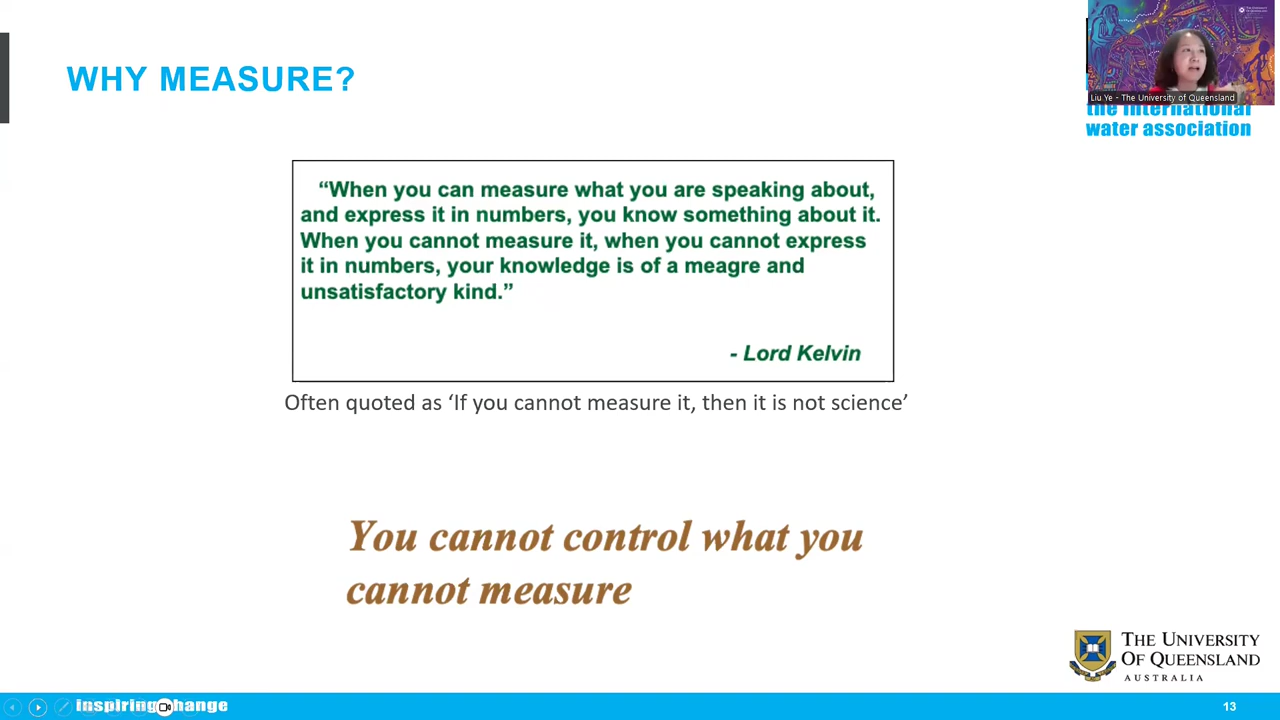 WHY MEASURE?
Liu Ye - The University of Queensland
the international
water association
“When you can measure what you are speaking about,
and express it in numbers, you know something about it.
When you cannot measure it, when you cannot express
it in numbers, your knowledge is of a meagre and
unsatisfactory kind.”
- Lord Kelvin
Often quoted as ‘If you cannot measure it, then it is not science’
You cannot control what you
cannot measure
THE UNIVERSITY
OF QUEENSLAND
AUSTRALIA
inspiring change
13